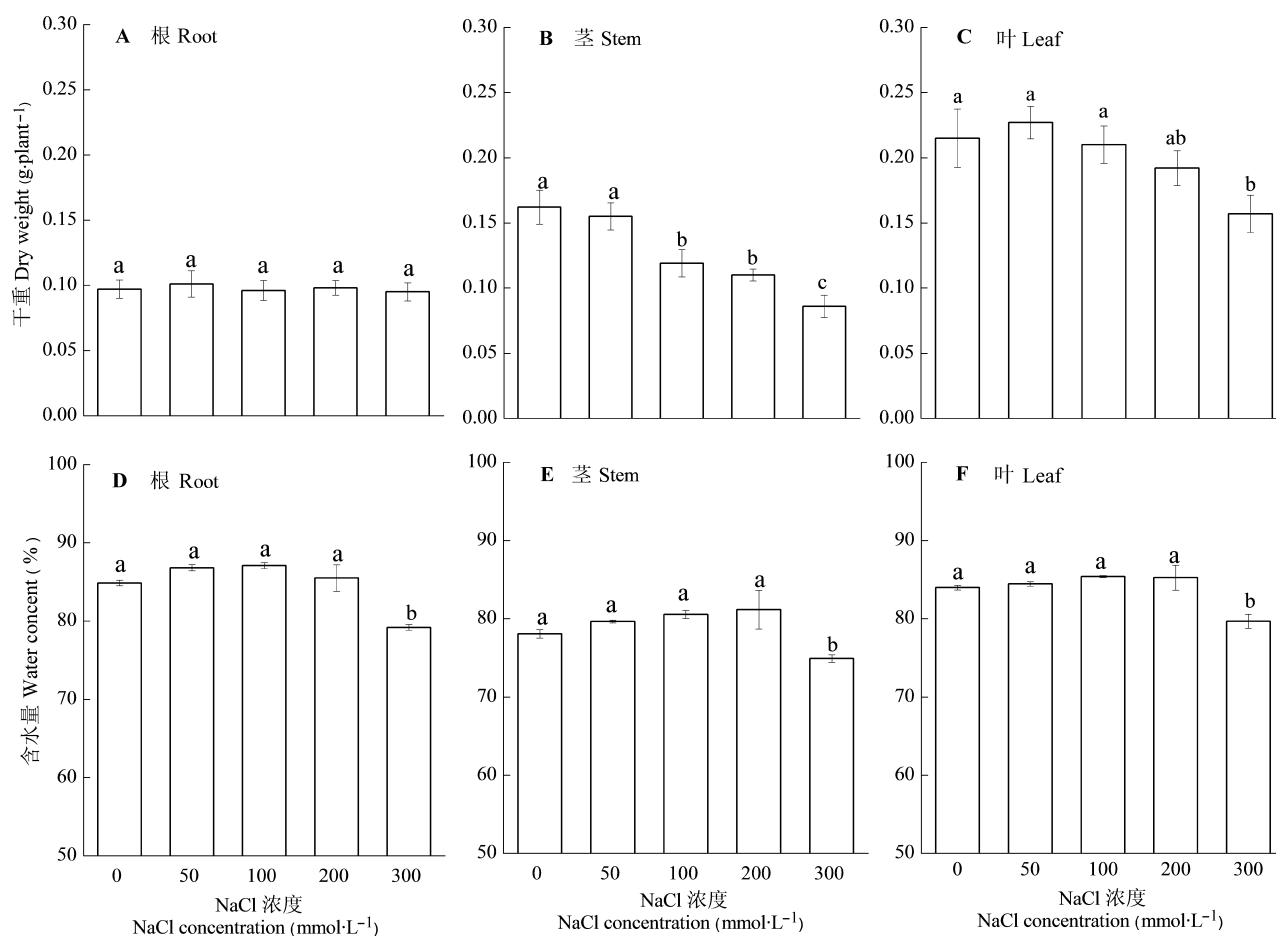 A 根 Root
B 茎 Stem
C 叶 Leaf
干重 Dry weight (g·plant⁻¹)
0.30
0.25
0.20
0.15
0.10
0.05
0.00
a a a a a
0.30
0.25
0.20
0.15
0.10
0.05
0.00
a a b b c
0.30
0.25
0.20
0.15
0.10
0.05
0.00
a a a ab b
D 根 Root
E 茎 Stem
F 叶 Leaf
含水量 Water concent (%)
100
90
80
70
60
50
a a a a b
0 50 100 200 300
NaCl 浓度
NaCl concentration (mmol·L⁻¹)
100
90
80
70
60
50
a a a a b
0 50 100 200 300
NaCl 浓度
NaCl concentration (mmol·L⁻¹)
100
90
80
70
60
50
a a a a b
0 50 100 200 300
NaCl 浓度
NaCl concentration (mmol·L⁻¹)